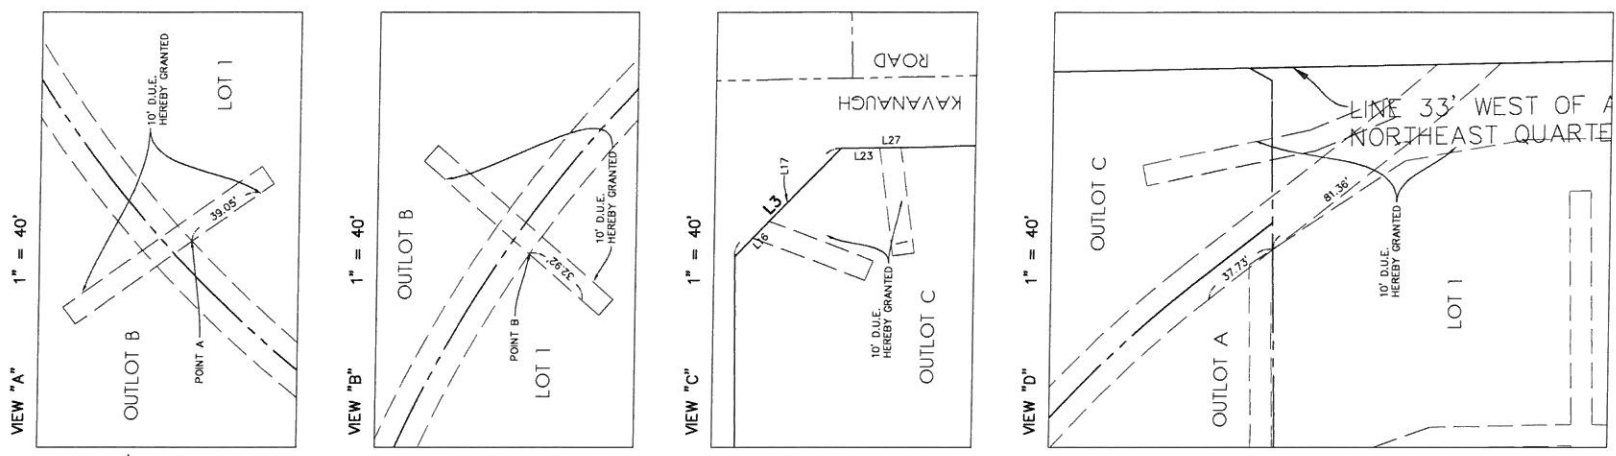 VIEW "A"
1" = 40'
10' D.U.E.
HEREBY GRANTED
LOT 1
39.05'
OUTLOT B
POINT A
VIEW "B"
1" = 40'
OUTLOT B
10' D.U.E.
HEREBY GRANTED
32.92'
POINT B
LOT 1
VIEW "C"
1" = 40'
KAVANAUGH
ROAD
L27
L23
L17
L3
L16
10' D.U.E.
HEREBY GRANTED
OUTLOT C
VIEW "D"
1" = 40'
LINE 33' WEST OF A
NORTHEAST QUARTE
OUTLOT C
81.36'
37.73'
10' D.U.E.
HEREBY GRANTED
OUTLOT A
LOT 1